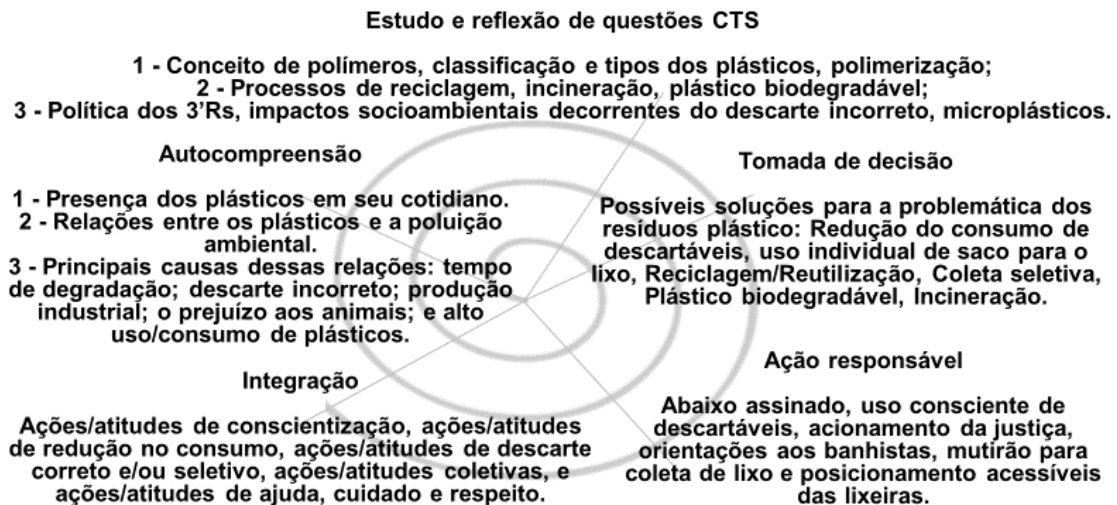 Estudo e reflexão de questões CTS
1 - Conceito de polímeros, classificação e tipos dos plásticos, polimerização;
2 - Processos de reciclagem, incineração, plástico biodegradável;
3 - Política dos 3’Rs, impactos socioambientais decorrentes do descarte incorreto, microplásticos.
Autocompreensão
1 - Presença dos plásticos em seu cotidiano.
2 - Relações entre os plásticos e a poluição
ambiental.
3 - Principais causas dessas relações: tempo
de degradação; descarte incorreto; produção
industrial; o prejuízo aos animais; e alto
uso/consumo de plásticos.
Tomada de decisão
Possíveis soluções para a problemática dos
resíduos plástico: Redução do consumo de
descartáveis, uso individual de saco para o
lixo, Reciclagem/Reutilização, Coleta seletiva,
Plástico biodegradável, Incineração.
Integração
Ações/atitudes de conscientização, ações/atitudes
de redução no consumo, ações/atitudes de descarte
correto e/ou seletivo, ações/atitudes coletivas, e
ações/atitudes de ajuda, cuidado e respeito.
Ação responsável
Abaixo assinado, uso consciente de
descartáveis, acionamento da justiça,
orientações aos banhistas, mutirão para
coleta de lixo e posicionamento acessíveis
das lixeiras.